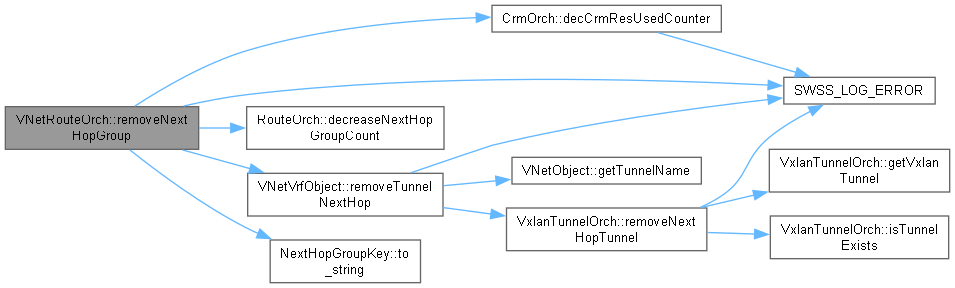 CrmOrch::decCrmResUsedCounter
SWSS_LOG_ERROR
VNetRouteOrch::removeNext
HopGroup
RouteOrch::decreaseNextHop
GroupCount
VNetVrfObject::removeTunnel
NextHop
VNetObject::getTunnelName
VxlanTunnelOrch::getVxlan
Tunnel
VxlanTunnelOrch::removeNext
HopTunnel
VxlanTunnelOrch::isTunnel
Exists
NextHopGroupKey::to
_string